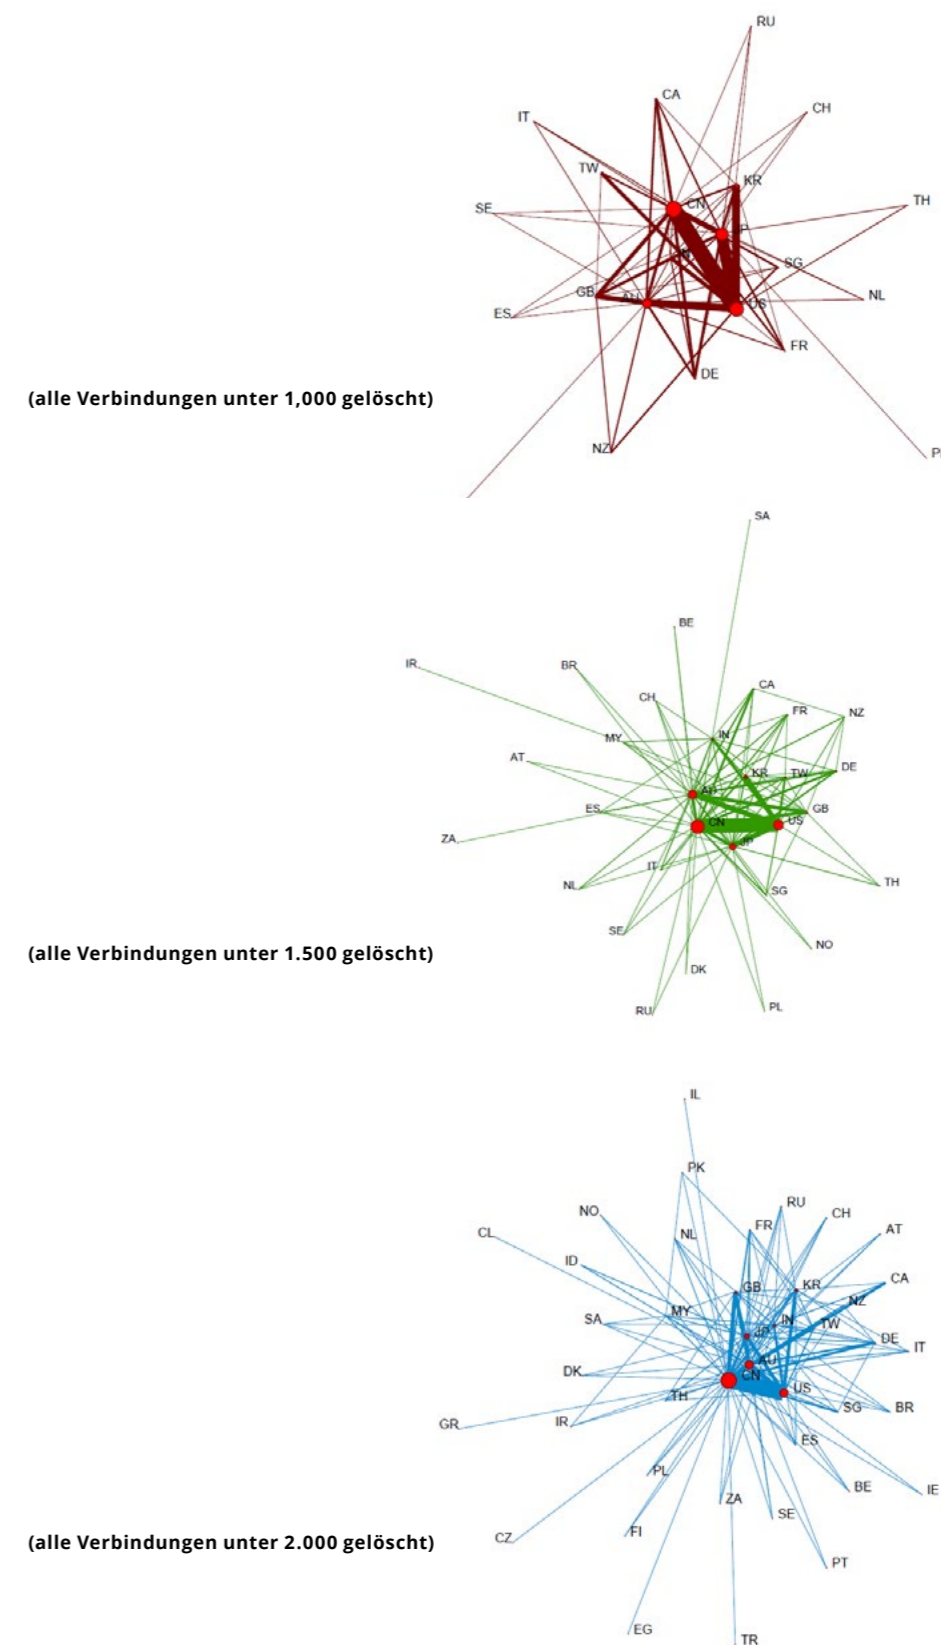 RU
CA
CH
IT
TW
KR
SE
CN
TH
SG
GB
US
NL
ES
FR
DE
(alle Verbindungen unter 1,000 gelöscht)
NZ
SA
BE
IR
BR
CA
CH
FR
NZ
MY
IN
AT
KR
TW
DE
ES
AU
GB
CN
US
ZA
JP
IT
NL
TH
SG
SE
NO
(alle Verbindungen unter 1.500 gelöscht)
DK
RU
PL
IL
PK
NO
RU
CH
CL
NL
FR
AT
ID
GB
KR
CA
NZ
SA
MY
IN
TW
JP
DE
IT
DK
AU
CN
US
TH
SG
BR
GR
IR
ES
PL
BE
IE
ZA
SE
CZ
FI
(alle Verbindungen unter 2.000 gelöscht)
PT
EG
TR